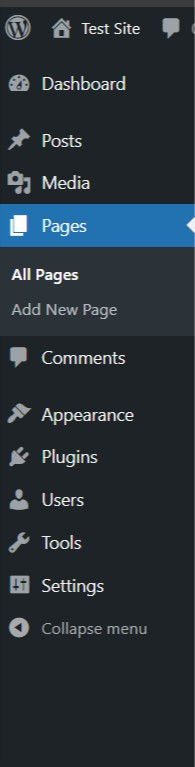 Test Site
Dashboard
Posts
Media
Pages
All Pages
Add New Page
Comments
Appearance
Plugins
Users
Tools
Settings
Collapse menu